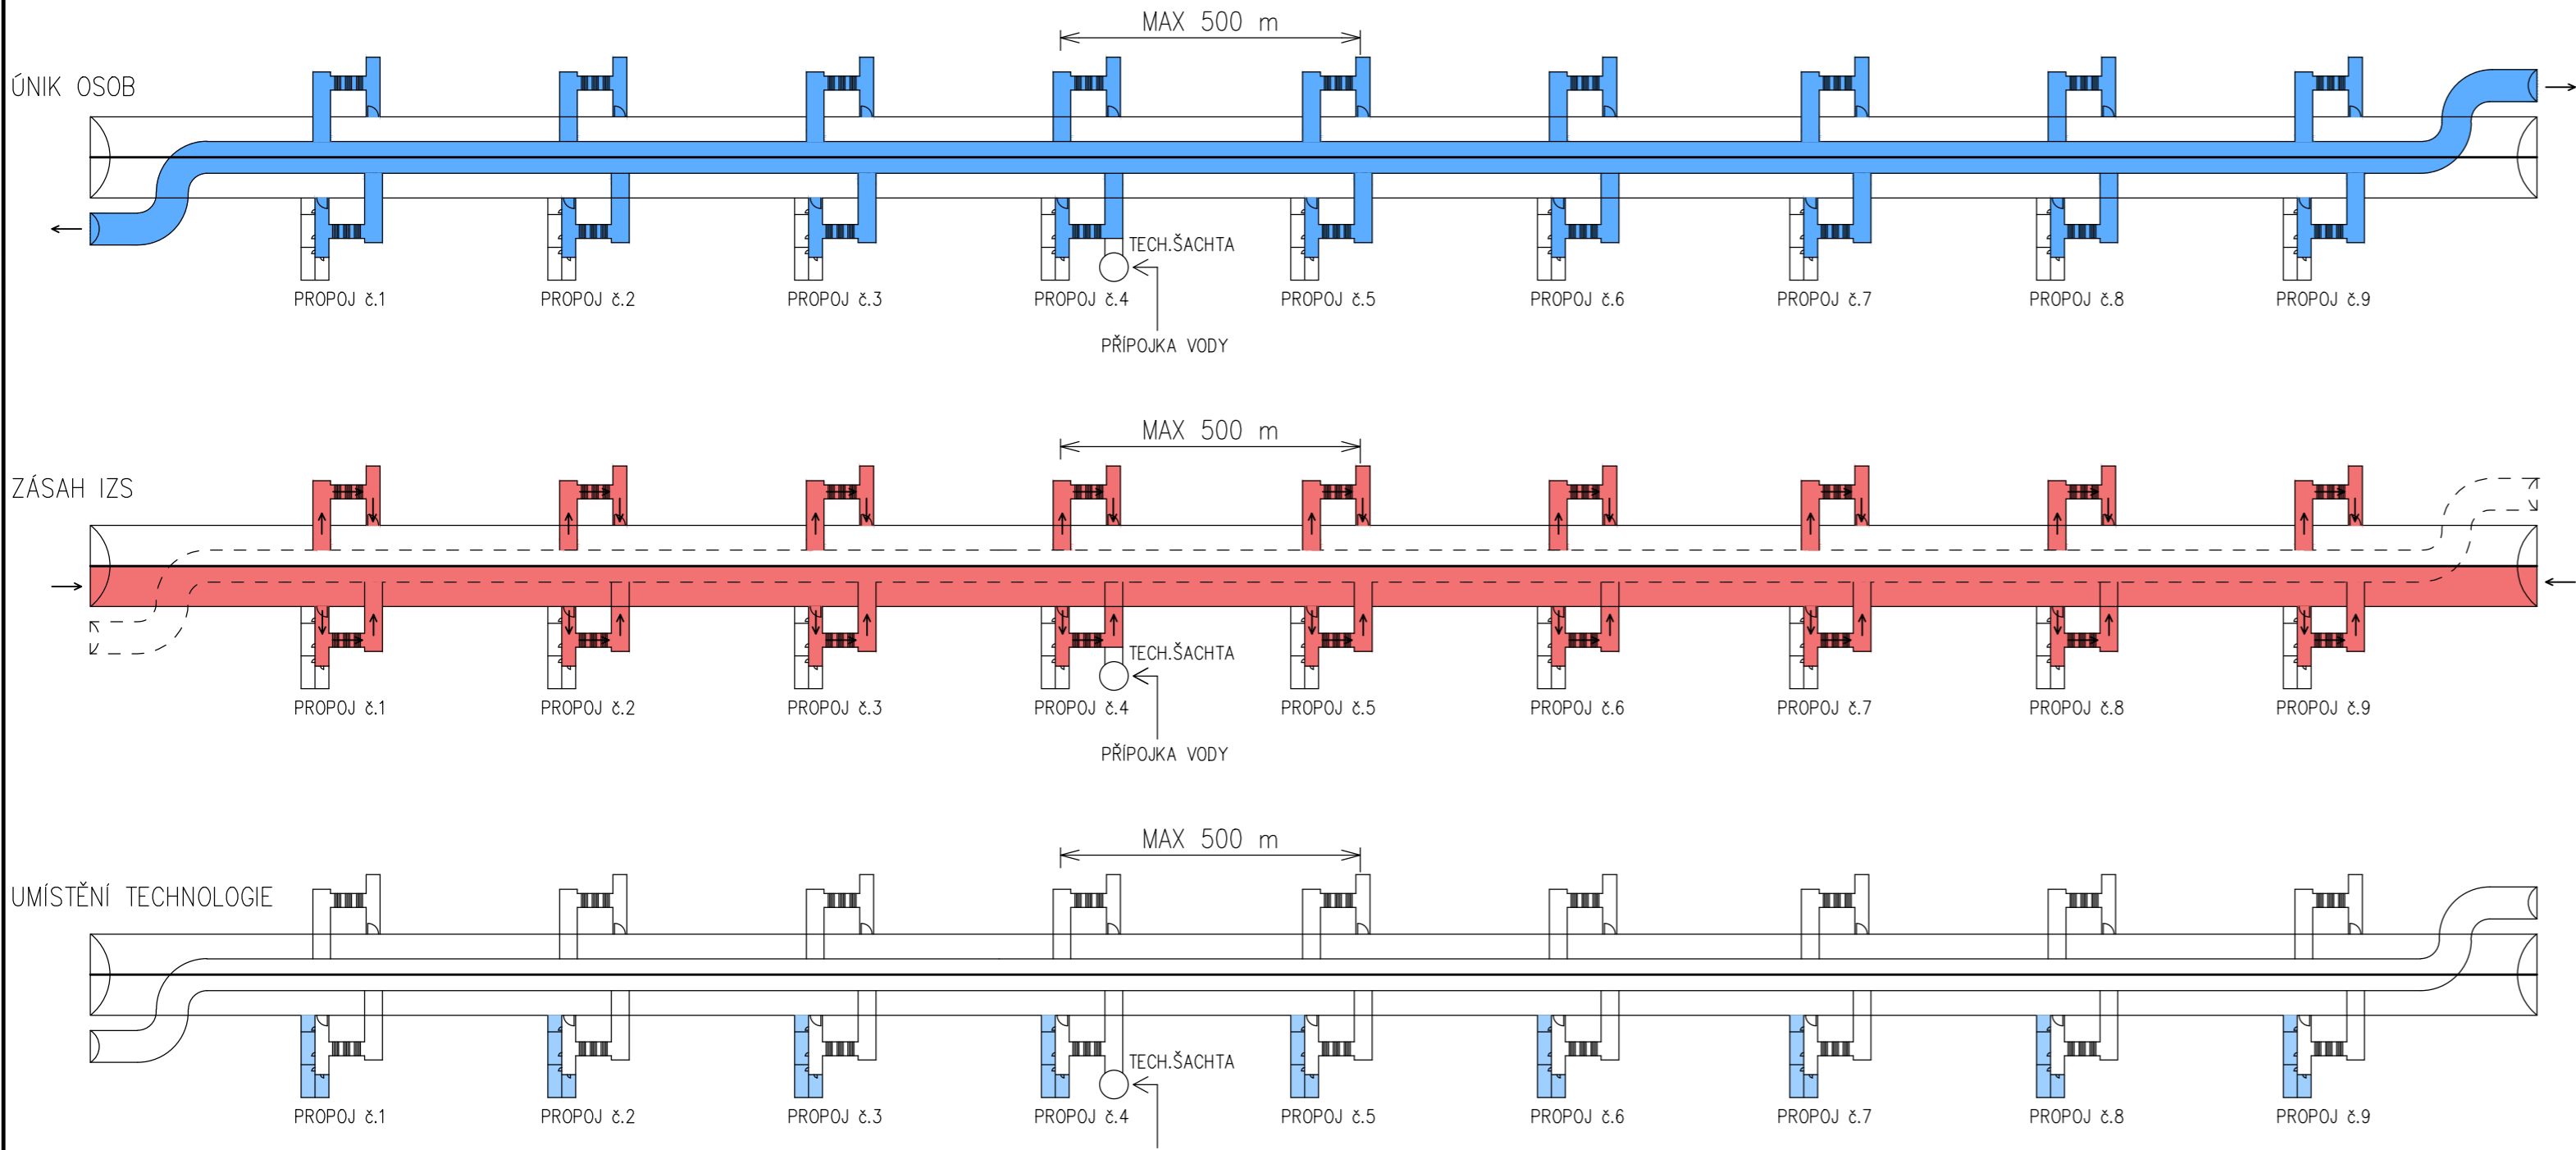 MAX 500 m
ÚNIK OSOB
TECH.ŠACHTA
PROPOJ č.1 PROPOJ č.2 PROPOJ č.3 PROPOJ č.4 PROPOJ č.5 PROPOJ č.6 PROPOJ č.7 PROPOJ č.8 PROPOJ č.9
PŘÍPOJKA VODY
MAX 500 m
ZÁSAH IZS
TECH.ŠACHTA
PROPOJ č.1 PROPOJ č.2 PROPOJ č.3 PROPOJ č.4 PROPOJ č.5 PROPOJ č.6 PROPOJ č.7 PROPOJ č.8 PROPOJ č.9
PŘÍPOJKA VODY
MAX 500 m
UMÍSTĚNÍ TECHNOLOGIE
TECH.ŠACHTA
PROPOJ č.1 PROPOJ č.2 PROPOJ č.3 PROPOJ č.4 PROPOJ č.5 PROPOJ č.6 PROPOJ č.7 PROPOJ č.8 PROPOJ č.9